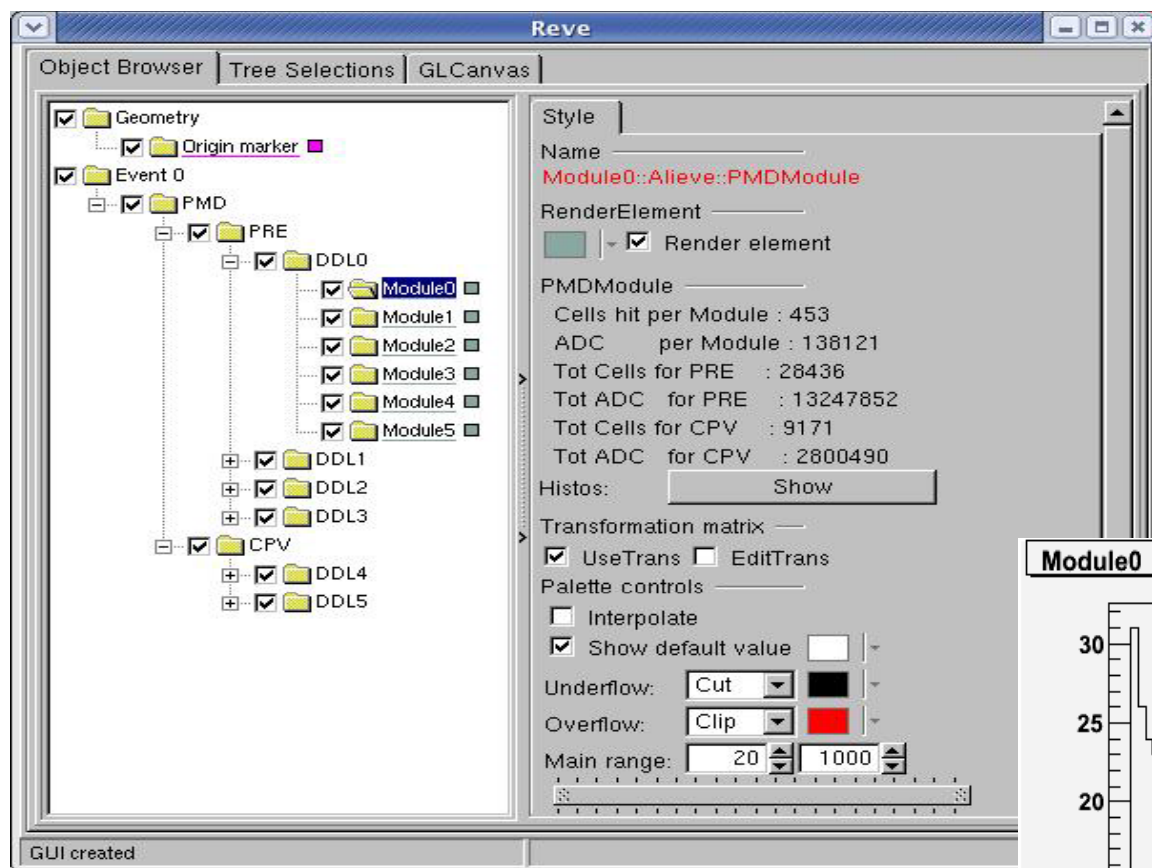 Reve
Object Browser Tree Selections GLCanvas
Geometry
Origin marker
Event 0
PMD
PRE
DDL0
Module0
Module1
Module2
Module3
Module4
Module5
DDL1
DDL2
DDL3
CPV
DDL4
DDL5
Style
Name
Module0::Alieve::PMDModule
RenderElement
Render element
PMDModule
Cells hit per Module : 453
ADC per Module : 138121
Tot Cells for PRE : 28436
Tot ADC for PRE : 13247852
Tot Cells for CPV : 9171
Tot ADC for CPV : 2800490
Histos: Show
Transformation matrix
UseTrans EditTrans
Palette controls
Interpolate
Show default value
Underflow: Cut
Overflow: Clip
Main range: 20 1000
GUI created
Module0
30
25
20